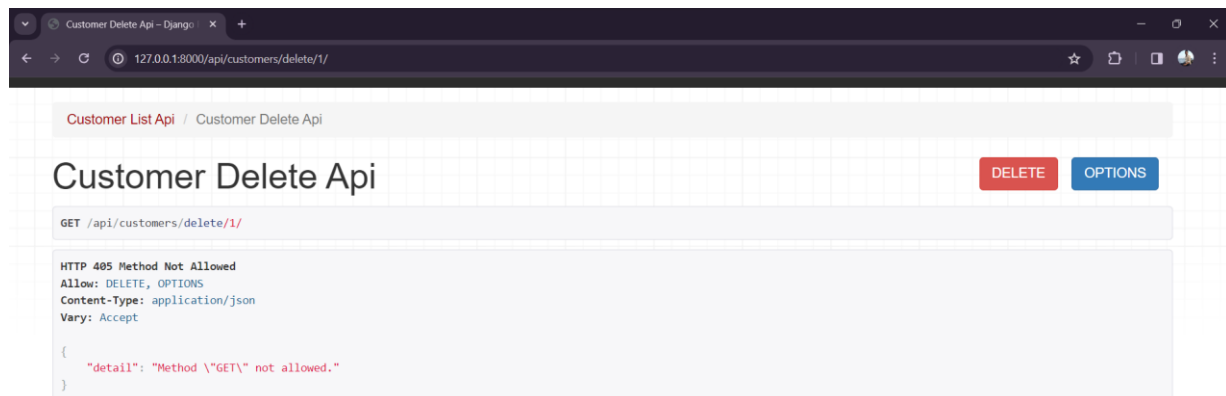 Customer Delete Api – Django
127.0.0.1:8000/api/customers/delete/1/
Customer List Api / Customer Delete Api
Customer Delete Api
DELETE OPTIONS
GET /api/customers/delete/1/
HTTP 405 Method Not Allowed
Allow: DELETE, OPTIONS
Content-Type: application/json
Vary: Accept
{
"detail": "Method \"GET\" not allowed."
}